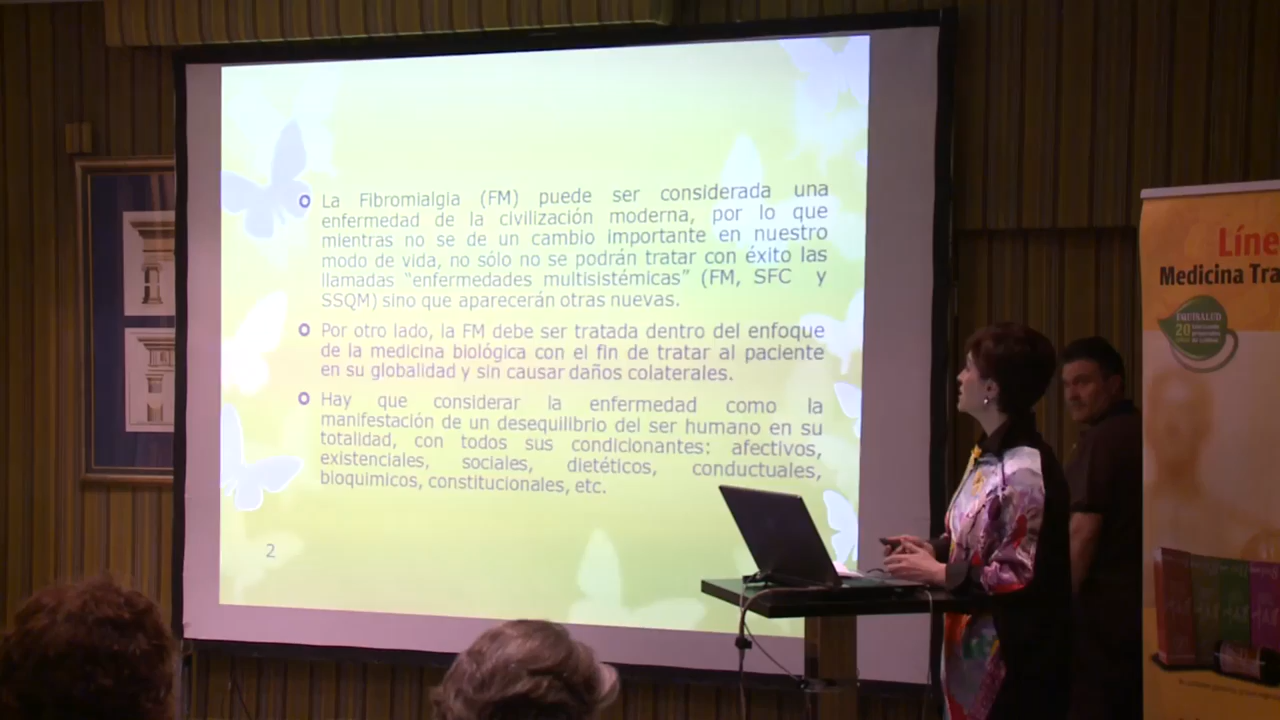 La Fibromialgia (FM) puede ser considerada una
enfermedad de la civilización moderna, por lo que
mientras no se de un cambio importante en nuestro
modo de vida, no sólo no se podrán tratar con éxito las
llamadas “enfermedades multisistémicas” (FM, SFC y
SSQM) sino que aparecerán otras nuevas.
Por otro lado, la FM debe ser tratada dentro del enfoque
de la medicina biológica con el fin de tratar al paciente
en su globalidad y sin causar daños colaterales.
Hay que considerar la enfermedad como la
manifestación de un desequilibrio del ser humano en su
totalidad, con todos sus condicionantes: afectivos,
existenciales, sociales, dietéticos, conductuales,
bioquimicos, constitucionales, etc.
2
Líne
Medicina Tra
EQUISALUD
20